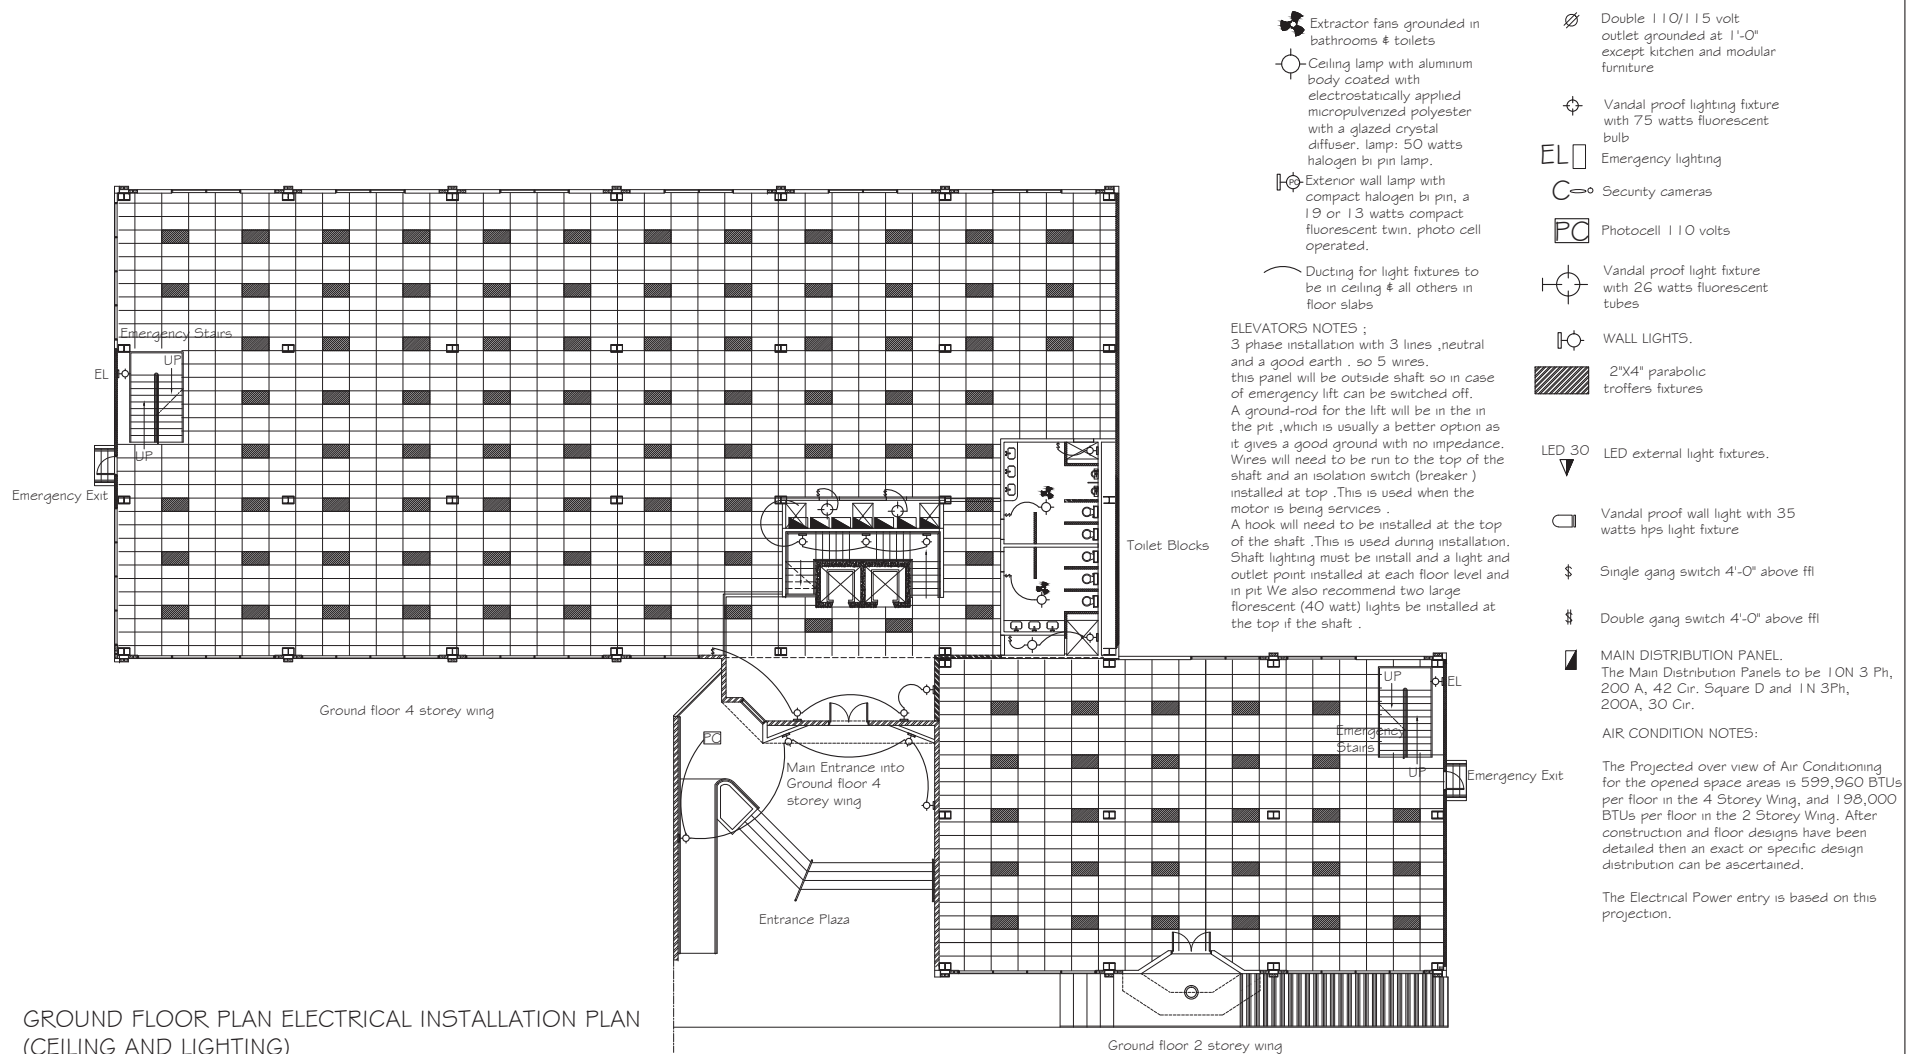 Extractor fans grounded in
bathrooms & toilets
Ceiling lamp with aluminum
body coated with
electrostatically applied
micropulverized polyester
with a glazed crystal
diffuser. lamp: 50 watts
halogen bi pin lamp.
PC
Exterior wall lamp with
compact halogen bi pin, a
19 or 13 watts compact
fluorescent twin. photo cell
operated.
Ducting for light fixtures to
be in ceiling & all others in
floor slabs
ELEVATORS NOTES ;
3 phase installation with 3 lines ,neutral
and a good earth . so 5 wires.
this panel will be outside shaft so in case
of emergency lift can be switched off.
A ground-rod for the lift will be in the in
the pit ,which is usually a better option as
it gives a good ground with no impedance.
Wires will need to be run to the top of the
shaft and an isolation switch (breaker )
installed at top .This is used when the
motor is being services .
A hook will need to be installed at the top
of the shaft .This is used during installation.
Shaft lighting must be install and a light and
outlet point installed at each floor level and
in pit We also recommend two large
florescent (40 watt) lights be installed at
the top if the shaft .
Double 110/115 volt
outlet grounded at 1'-0"
except kitchen and modular
furniture
Vandal proof lighting fixture
with 75 watts fluorescent
bulb
EL Emergency lighting
C Security cameras
PC Photocell 110 volts
Vandal proof light fixture
with 26 watts fluorescent
tubes
WALL LIGHTS.
2"X4" parabolic
troffers fixtures
LED 30 LED external light fixtures.
Vandal proof wall light with 35
watts hps light fixture
$ Single gang switch 4'-0" above ffl
Double gang switch 4'-0" above ffl
MAIN DISTRIBUTION PANEL.
The Main Distribution Panels to be 10N 3 Ph,
200 A, 42 Cir. Square D and 1N 3Ph,
200A, 30 Cir.
AIR CONDITION NOTES:
The Projected over view of Air Conditioning
for the opened space areas is 599,960 BTUs
per floor in the 4 Storey Wing, and 198,000
BTUs per floor in the 2 Storey Wing. After
construction and floor designs have been
detailed then an exact or specific design
distribution can be ascertained.
The Electrical Power entry is based on this
projection.
Emergency Stairs
UP
EL
UP
Emergency Exit
Toilet Blocks
Ground floor 4 storey wing
PC
Main Entrance into
Ground floor 4
storey wing
Entrance Plaza
UP
EL
Emergency
Stairs
UP
Emergency Exit
GROUND FLOOR PLAN ELECTRICAL INSTALLATION PLAN
(CEILING AND LIGHTING)
Ground floor 2 storey wing